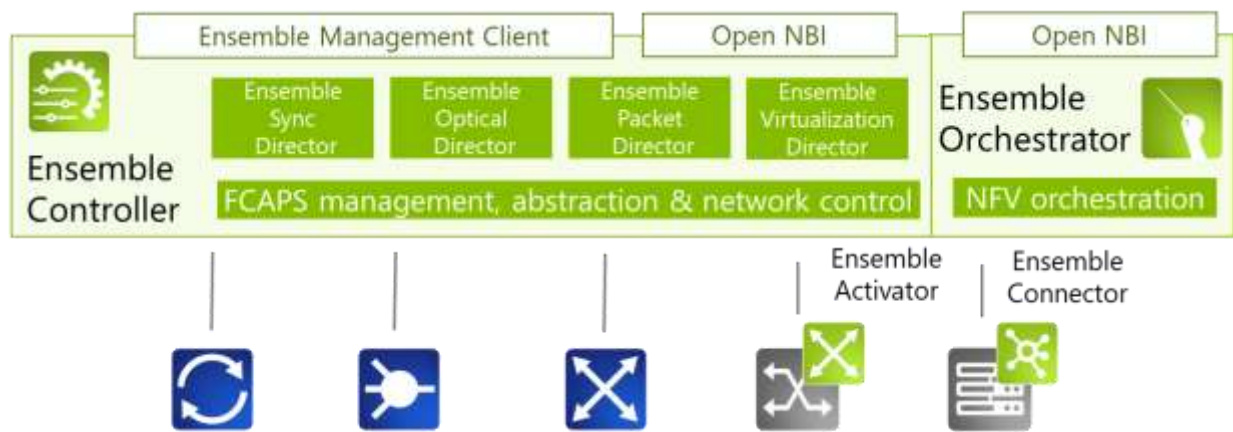 Ensemble Management Client
Open NBI
Open NBI
Ensemble
Controller
Ensemble
Sync
Director
Ensemble
Optical
Director
Ensemble
Packet
Director
Ensemble
Virtualization
Director
FCAPS management, abstraction & network control
Ensemble
Orchestrator
NFV orchestration
Ensemble
Activator
Ensemble
Connector